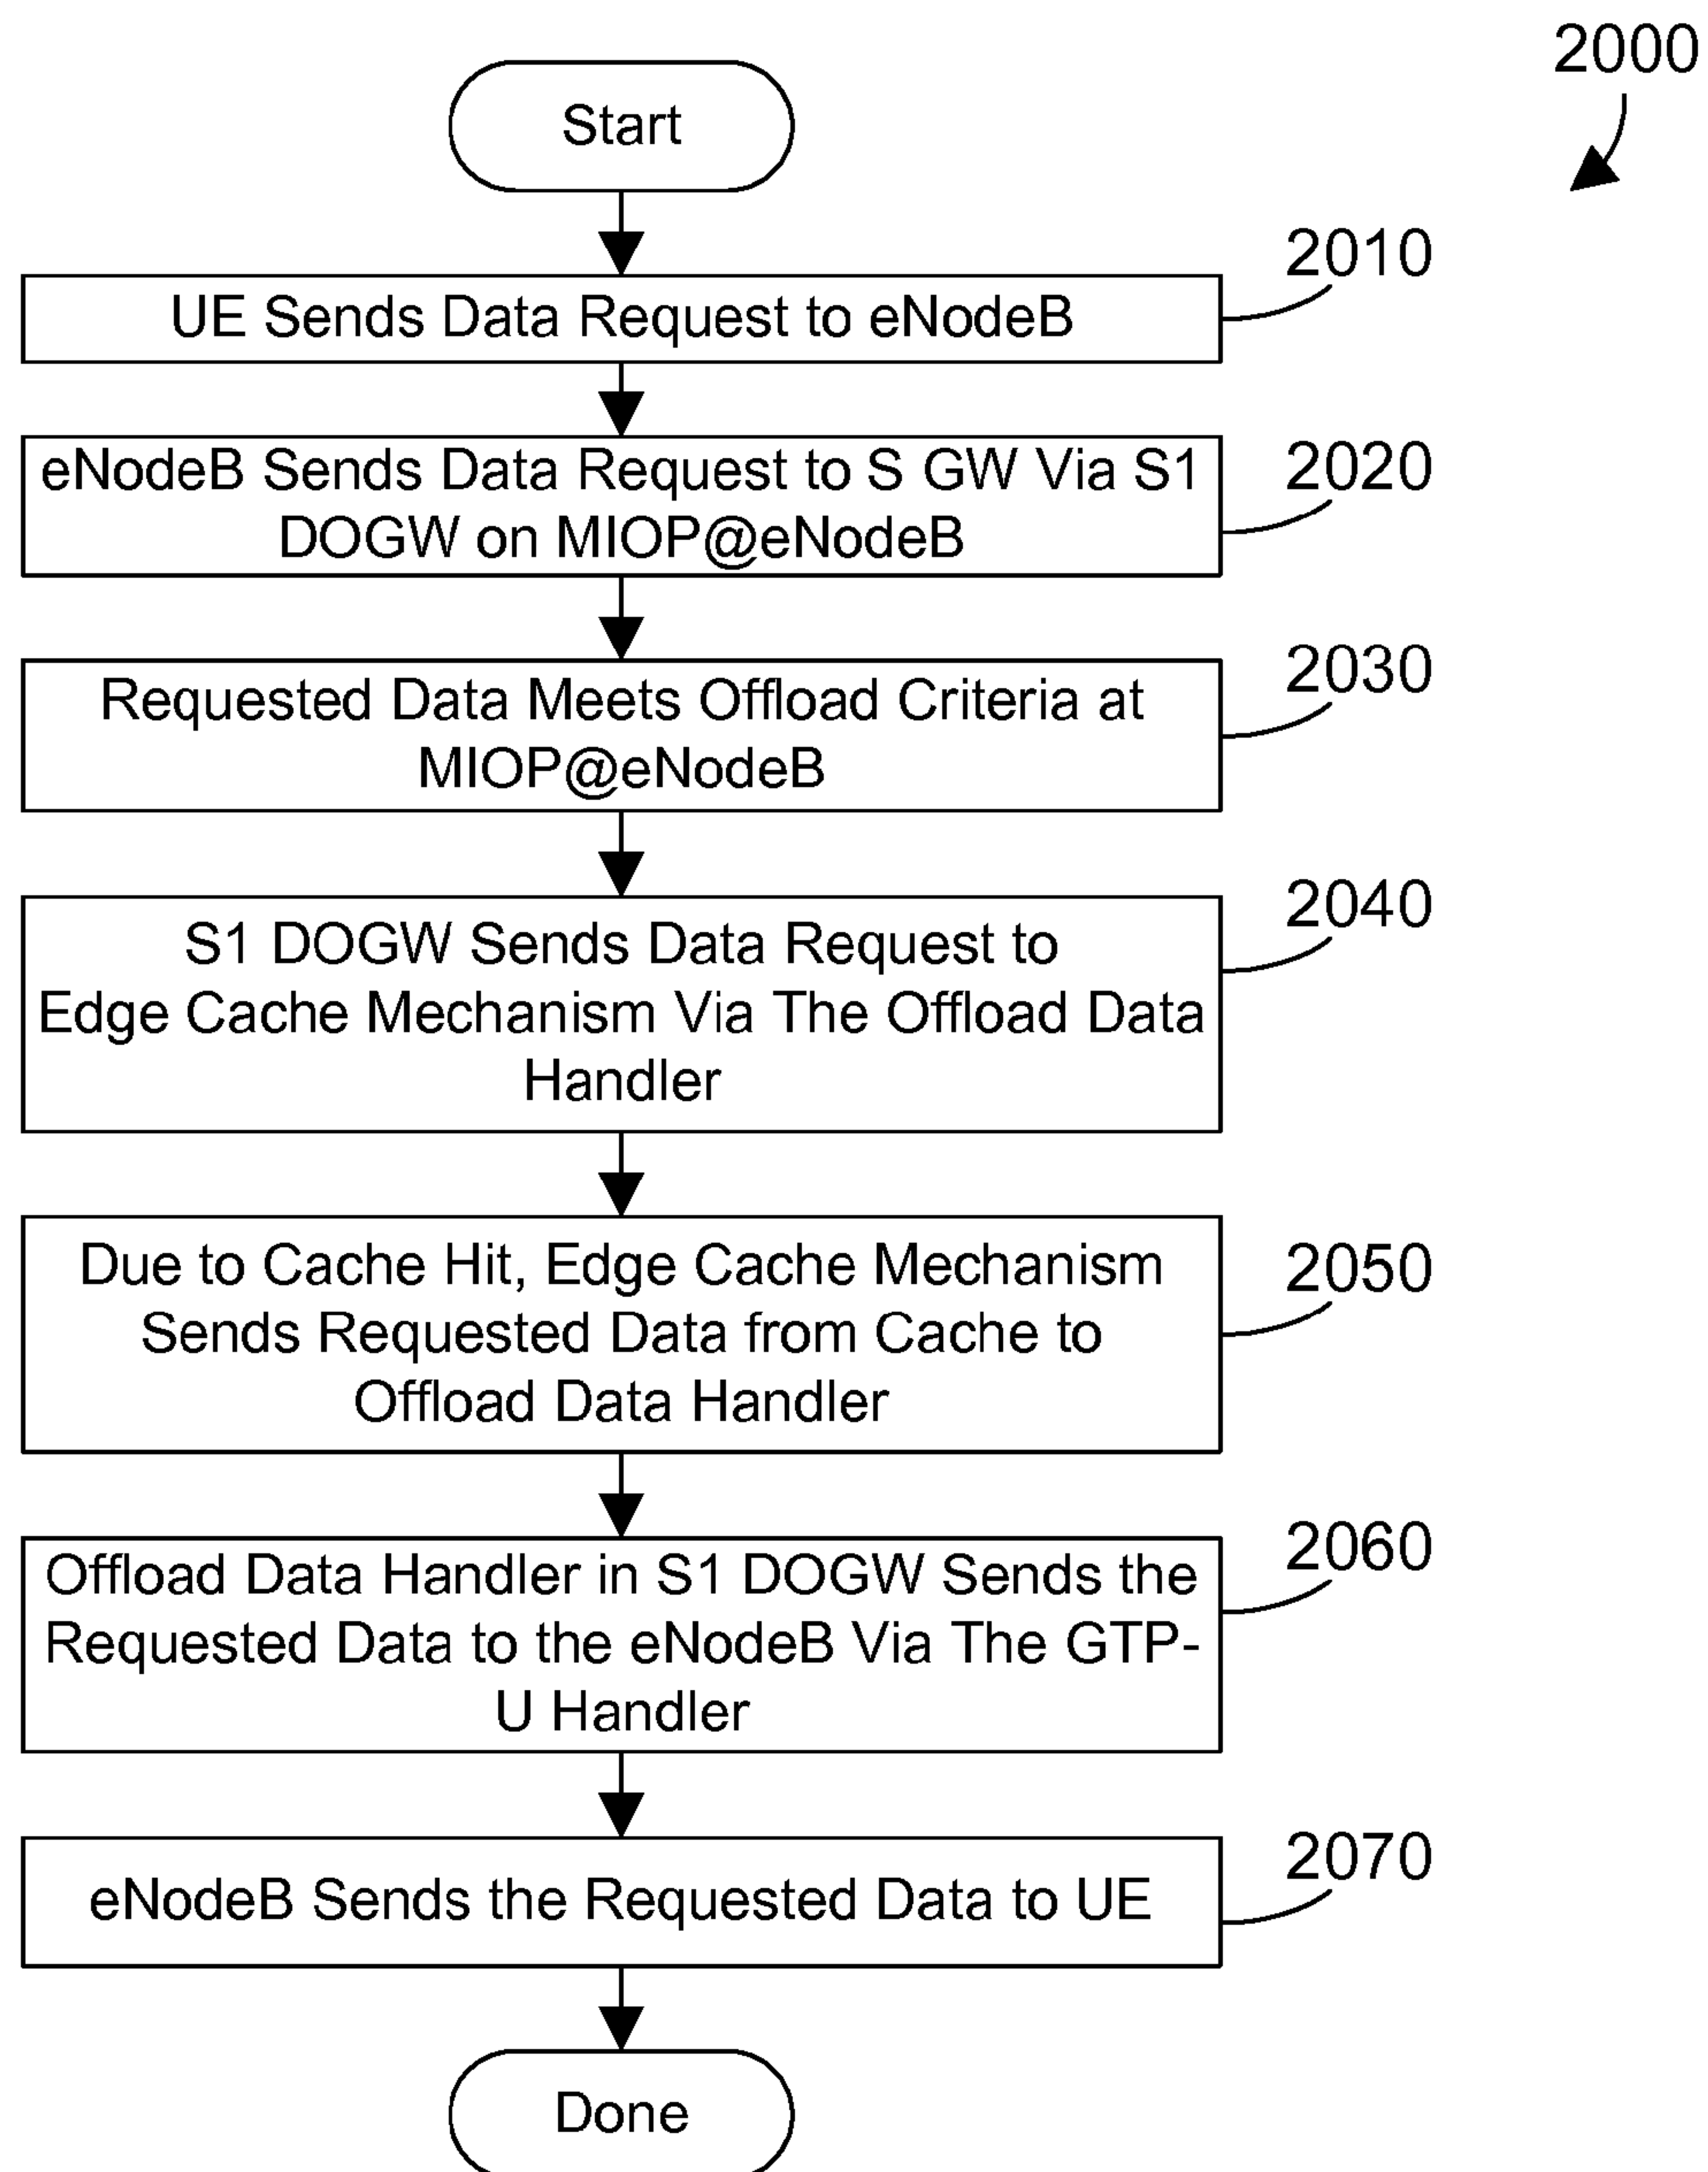 2000
Start
2010
UE Sends Data Request to eNodeB
2020
eNodeB Sends Data Request to S GW Via S1
DOGW on MIOP@eNodeB
2030
Requested Data Meets Offload Criteria at
MIOP@eNodeB
2040
S1 DOGW Sends Data Request to
Edge Cache Mechanism Via The Offload Data
Handler
2050
Due to Cache Hit, Edge Cache Mechanism
Sends Requested Data from Cache to
Offload Data Handler
2060
Offload Data Handler in S1 DOGW Sends the
Requested Data to the eNodeB Via The GTP-
U Handler
2070
eNodeB Sends the Requested Data to UE
Done